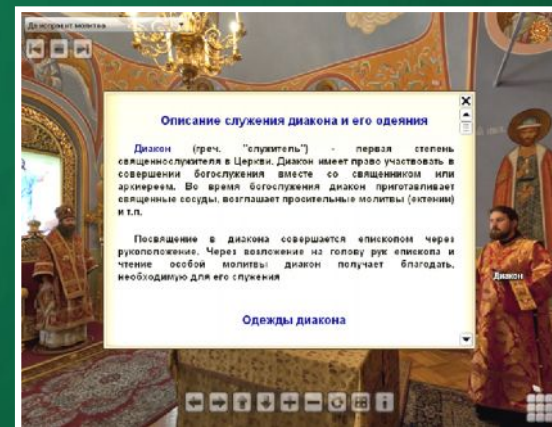 Да исправится молитва
Описание служения диакона и его одеяния
Диакон (греч. "служитель") - первая степень
священнослужителя в Церкви. Диакон имеет право участвовать в
совершении богослужения вместе со священником или
архиереем. Во время богослужения диакон приготавливает
священные сосуды, возглашает просительные молитвы (ектении)
и т.п.
Посвящение в диакона совершается епископом через
рукоположение. Через возложение на голову рук епископа и
чтение особой молитвы диакон получает благодать,
необходимую для его служения
Диакон
Одежды диакона